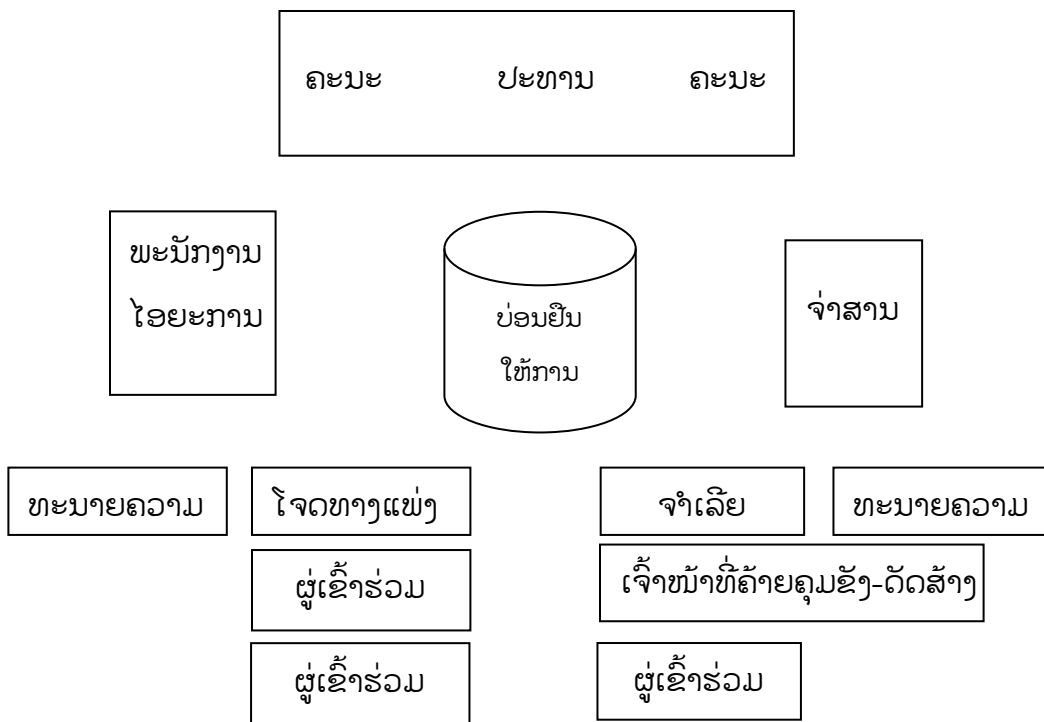 ຄະນະ ປະທານ ຄະນະ
ພະນັກງານ
ໄອຍະການ
ບ່ອນຢືນ
ໃຫ້ການ
ຈ່າສານ
ທະນາຍຄວາມ ໂຈດທາງແພ່ງ ຈຳເລີຍ ທະນາຍຄວາມ
ຜູ່ເຂົ້າຮ່ວມ ເຈົ້າໜ້າທີ່ຄ້າຍຄຸມຂັງ-ດັດສ້າງ
ຜູ່ເຂົ້າຮ່ວມ ຜູ່ເຂົ້າຮ່ວມ